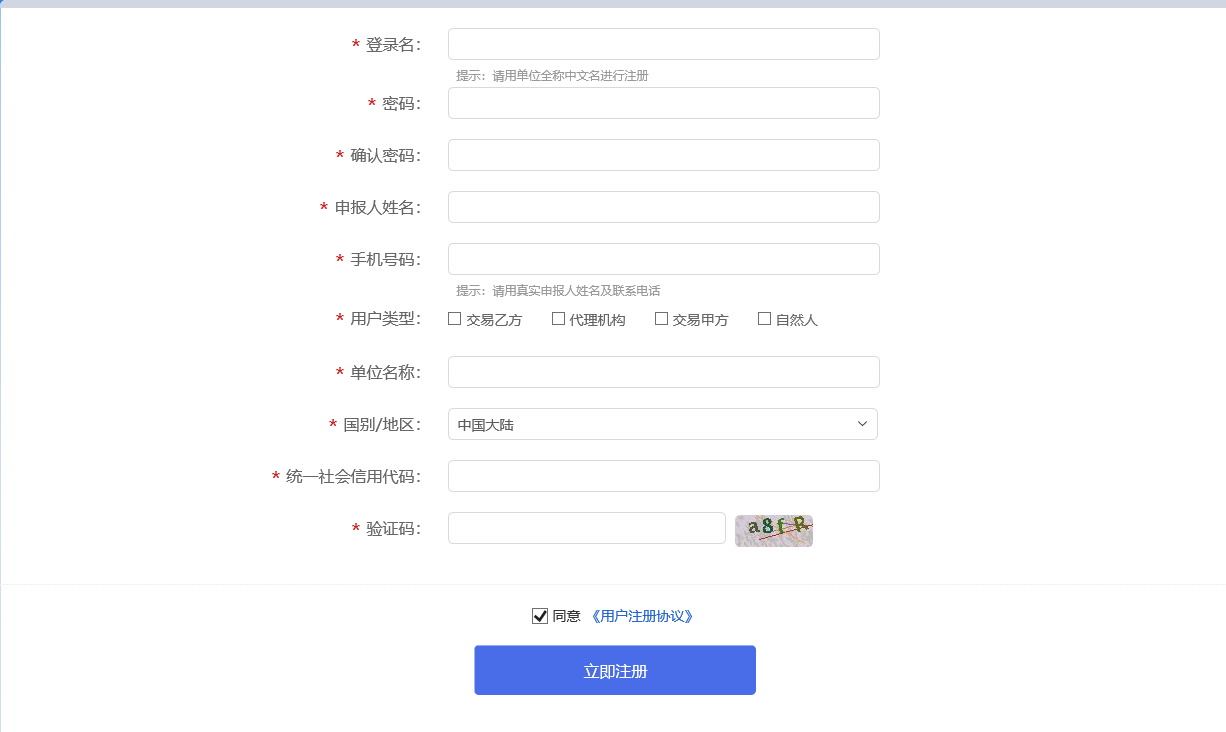 * 登录名：
提示：请用单位全称中文名进行注册
* 密码：
* 确认密码：
* 申报人姓名：
* 手机号码：
提示：请用真实申报人姓名及联系电话
* 用户类型： 交易乙方 代理机构 交易甲方 自然人
* 单位名称：
* 国别/地区： 中国大陆
* 统一社会信用代码：
* 验证码： a8fR
同意 《用户注册协议》
立即注册